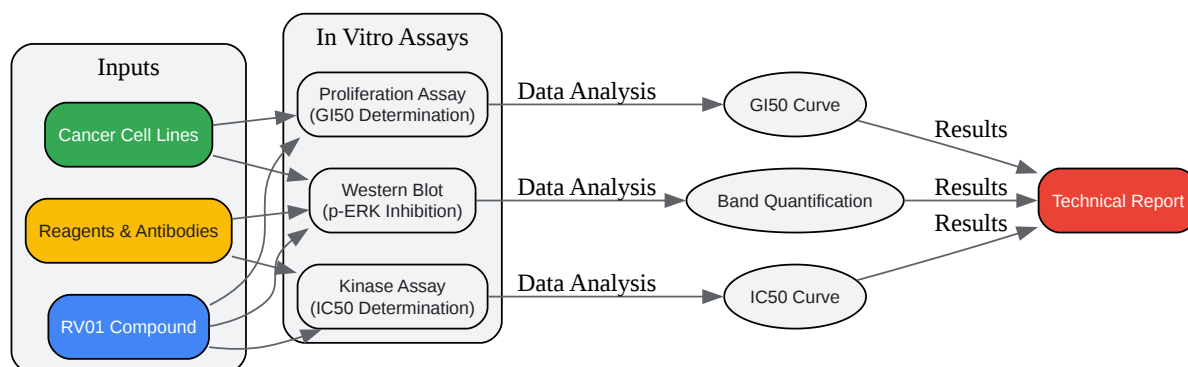 Inputs
Cancer Cell Lines
Reagents & Antibodies
RV01 Compound
In Vitro Assays
Proliferation Assay
(GI50 Determination)
Western Blot
(p-ERK Inhibition)
Kinase Assay
(IC50 Determination)
Data Analysis
Data Analysis
Data Analysis
GI50 Curve
Band Quantification
IC50 Curve
Results
Results
Results
Technical Report